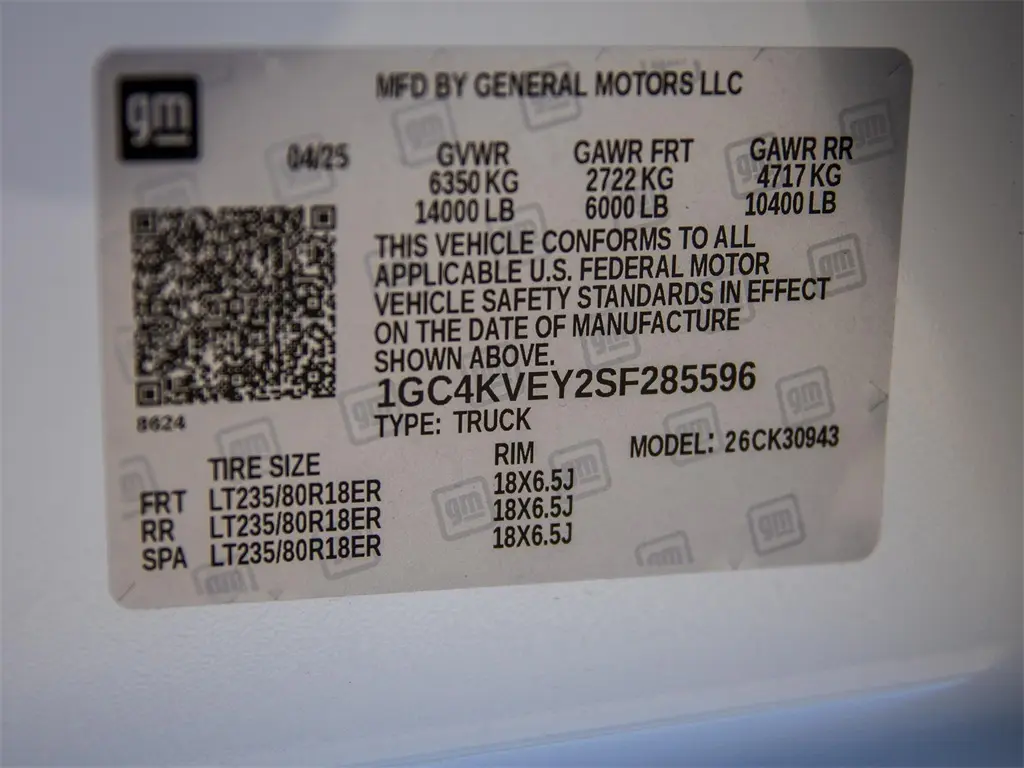 gm
MFD BY GENERAL MOTORS LLC
04/25 GVWR GAWR FRT GAWR RR
6350 KG 2722 KG 4717 KG
14000 LB 6000 LB 10400 LB
THIS VEHICLE CONFORMS TO ALL
APPLICABLE U.S. FEDERAL MOTOR
VEHICLE SAFETY STANDARDS IN EFFECT
ON THE DATE OF MANUFACTURE
SHOWN ABOVE.
1GC4KVEY2SF285596
8624
TYPE: TRUCK
MODEL: 26CK30943
TIRE SIZE RIM
FRT LT235/80R18ER 18X6.5J
RR LT235/80R18ER 18X6.5J
SPA LT235/80R18ER 18X6.5J